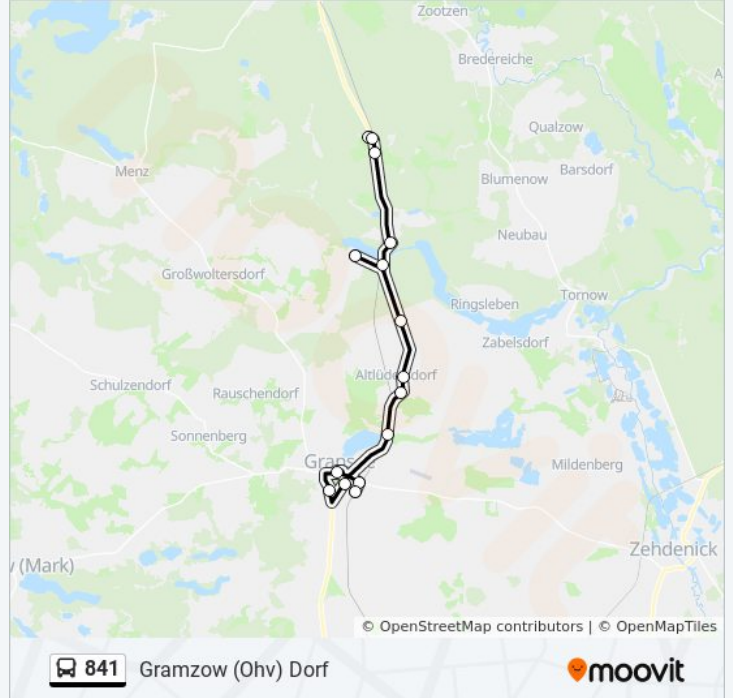 Zootzen
Bredereiche
Qualzow
Menz
Barsdorf
Blumenow
Neubau
Großwoltersdorf
Ringsleben
Tornow
Zabelsdorf
Schulzendorf
Rauschendorf
Sonnenberg
Mildenberg
Zehdenick
(Mark)
© OpenStreetMap contributors | © OpenMapTiles
841 Gramzow (Ohv) Dorf
moovit